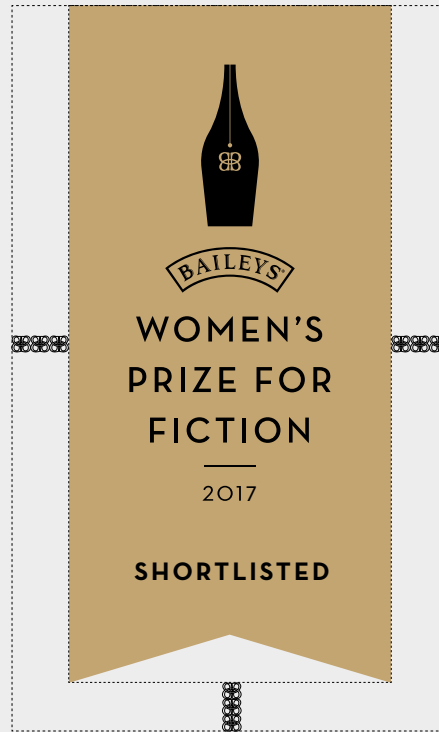 BAILEYS®
WOMEN'S
PRIZE FOR
FICTION
2017
SHORTLISTED